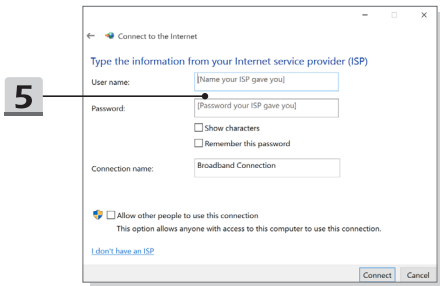 Connect to the Internet
Type the information from your Internet service provider (ISP)
User name:
[Name your ISP gave you]
5
Password:
[Password your ISP gave you]
Show characters
Remember this password
Connection name:
Broadband Connection
Allow other people to use this connection
This option allows anyone with access to this computer to use this connection.
I don't have an ISP
Connect
Cancel